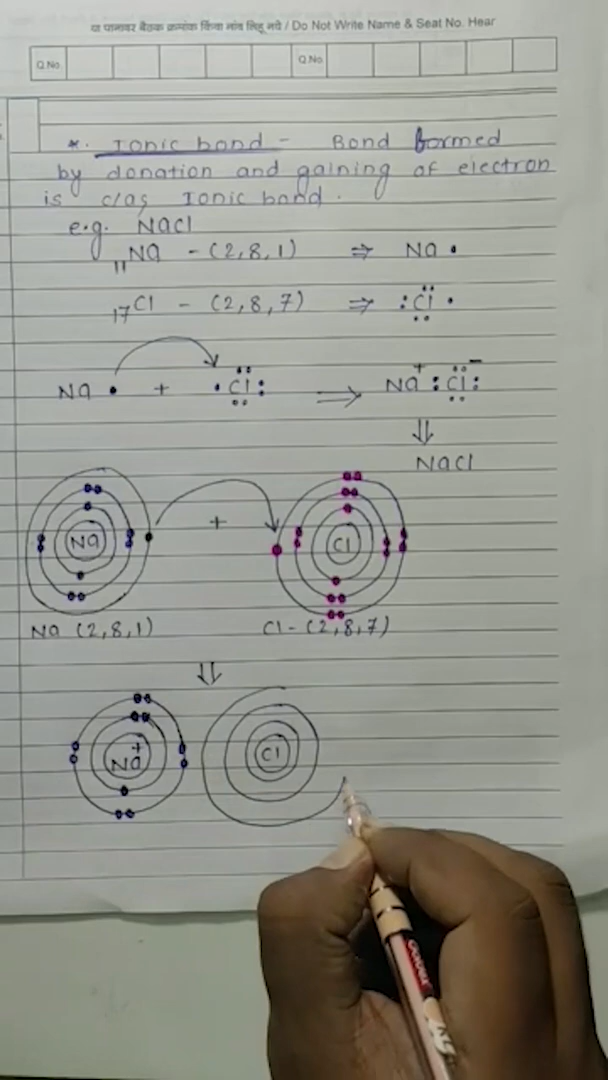 या पानावर बैठक क्रमांक किंवा नांव लिहू नये / Do Not Write Name & Seat No. Hear
Q.No. Q.No.
*. Ionic bond - Bond formed
by donation and gaining of electron
is c/as Ionic bond.
e.g. NaCl
₁₁Na - (2,8,1) ⇒ Na •
₁₇Cl - (2,8,7) ⇒ :Cl •
Na • + •Cl: ⇒ Na⁺ :Cl:⁻
⇓
NaCl
Na + Cl
Na (2,8,1) Cl - (2,8,7)
⇓
Na⁺ Cl